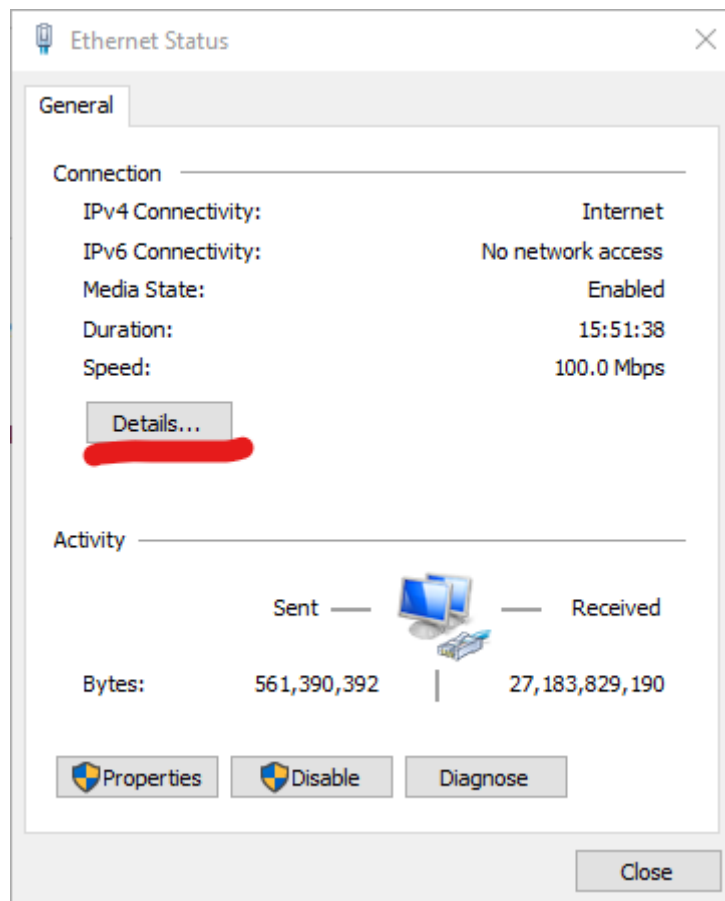 Ethernet Status
General
Connection
IPv4 Connectivity: Internet
IPv6 Connectivity: No network access
Media State: Enabled
Duration: 15:51:38
Speed: 100.0 Mbps
Details...
Activity
Sent Received
Bytes: 561,390,392 27,183,829,190
Properties Disable Diagnose
Close